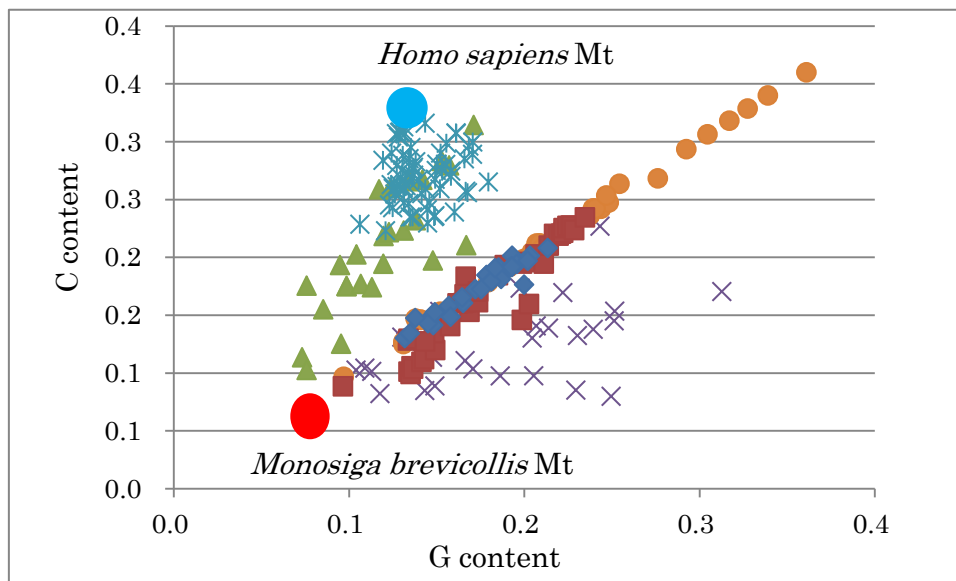 0.4
Homo sapiens Mt
0.4
0.3
0.3
0.2
0.2
0.1
0.1
0.0
C content
Monosiga brevicollis Mt
0.0 0.1 0.2 0.3 0.4
G content